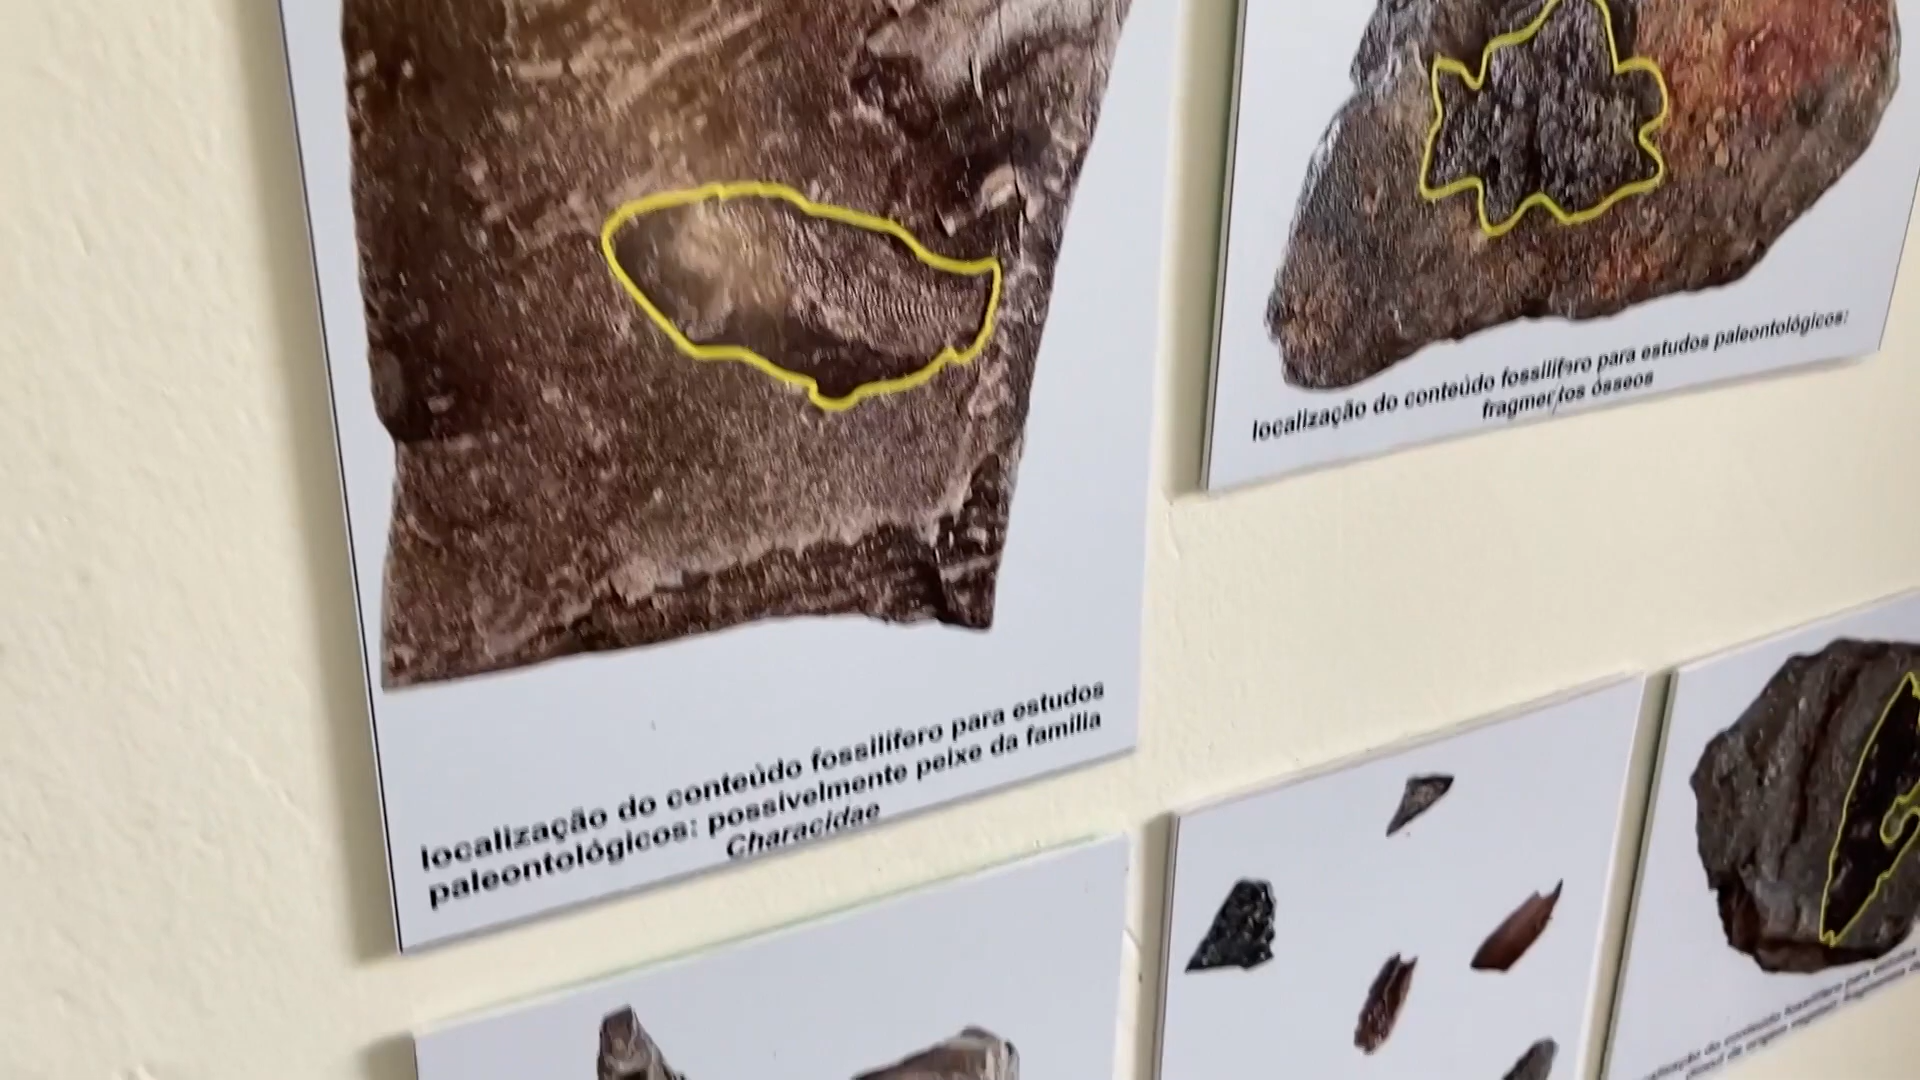 localização do conteúdo fossilífero para estudos
paleontológicos: possivelmente peixe da família
Characidae
localização do conteúdo fossilífero para estudos paleontológicos:
fragmentos ósseos